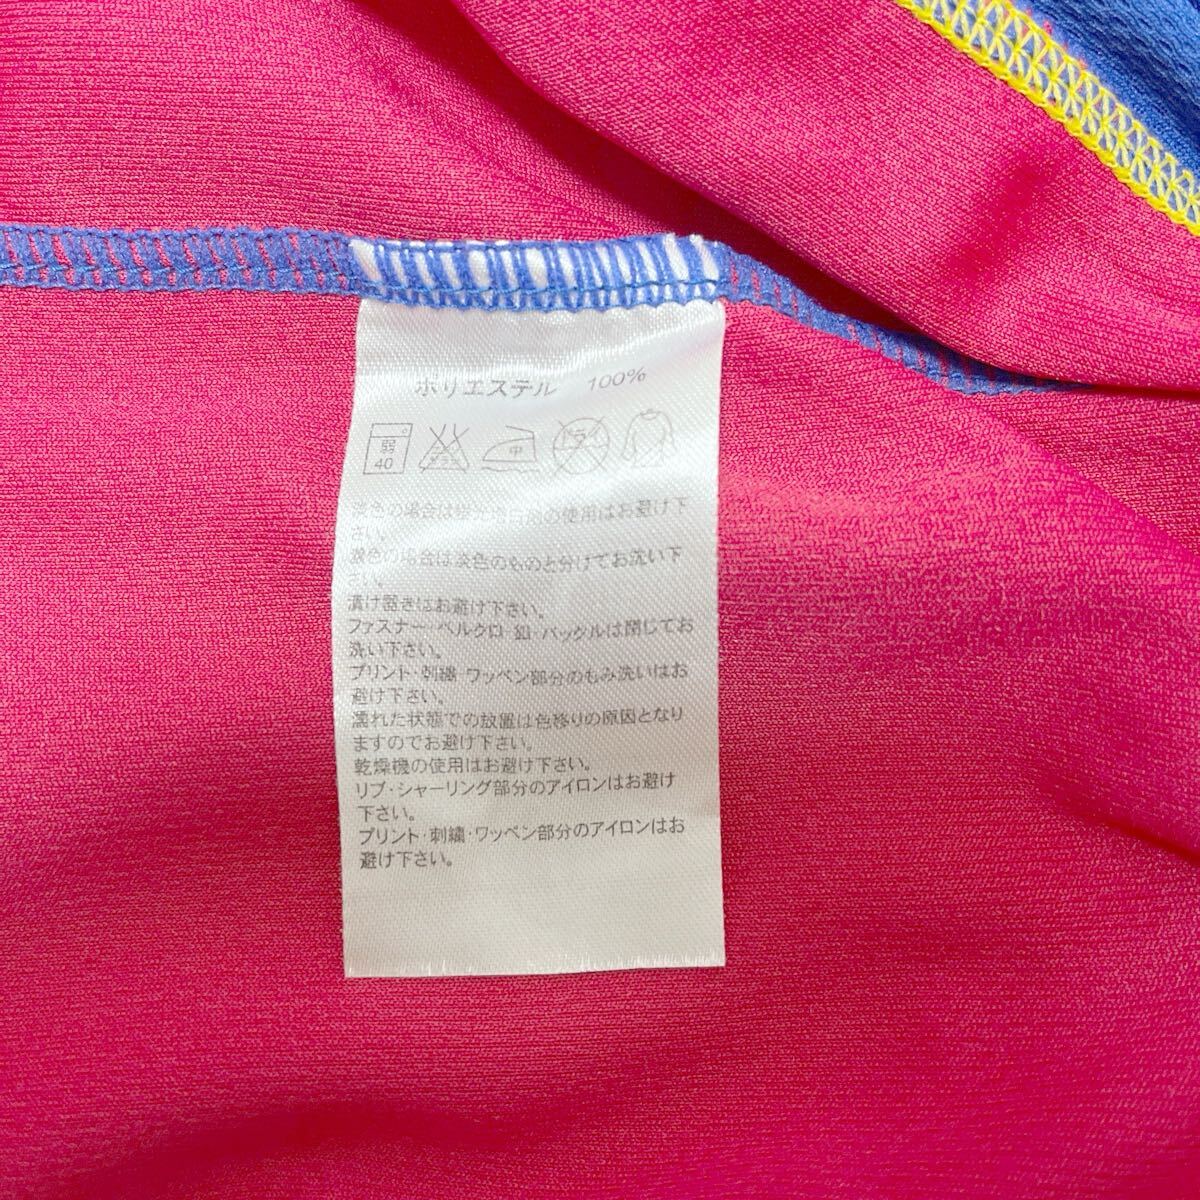 ポリエステル 100%
弱 中 ドライ
40
淡色の場合は蛍光増白剤の使用はお避け下
さい。
濃色の場合は淡色のものと分けてお洗い下
さい。
漬け置きはお避け下さい。
ファスナー・ベルクロ・釦・バックルは閉じてお
洗い下さい。
プリント・刺繍・ワッペン部分のもみ洗いはお
避け下さい。
濡れた状態での放置は色移りの原因となり
ますのでお避け下さい。
乾燥機の使用はお避け下さい。
リブ・シャーリング部分のアイロンはお避け
下さい。
プリント・刺繍・ワッペン部分のアイロンはお
避け下さい。